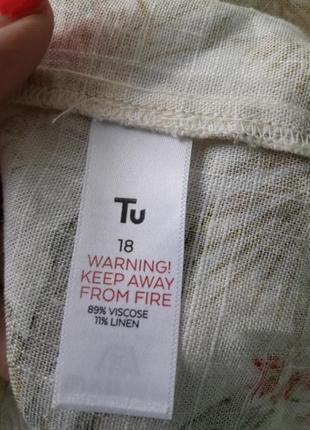 Tu
18
WARNING!
KEEP AWAY
FROM FIRE
89% VISCOSE
11% LINEN